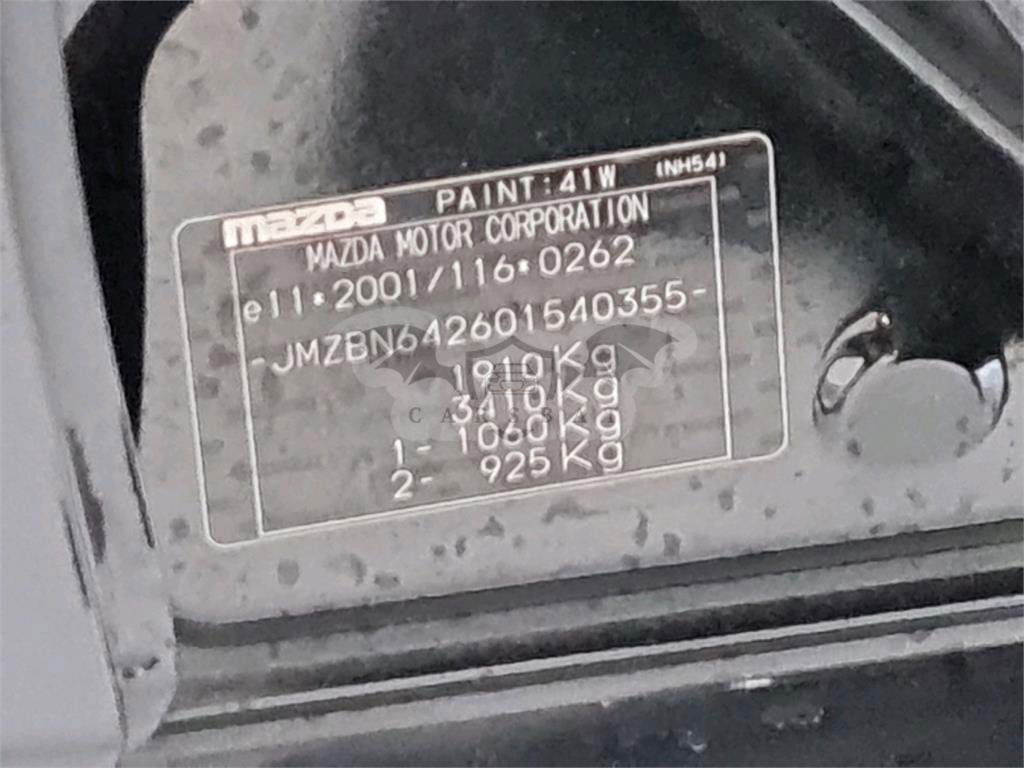 mazda PAINT: 41W (NH54)
MAZDA MOTOR CORPORATION
e11*2001/116*0262
-JMZBN642601540355-
1910Kg
3410Kg
1- 1060Kg
2- 925Kg